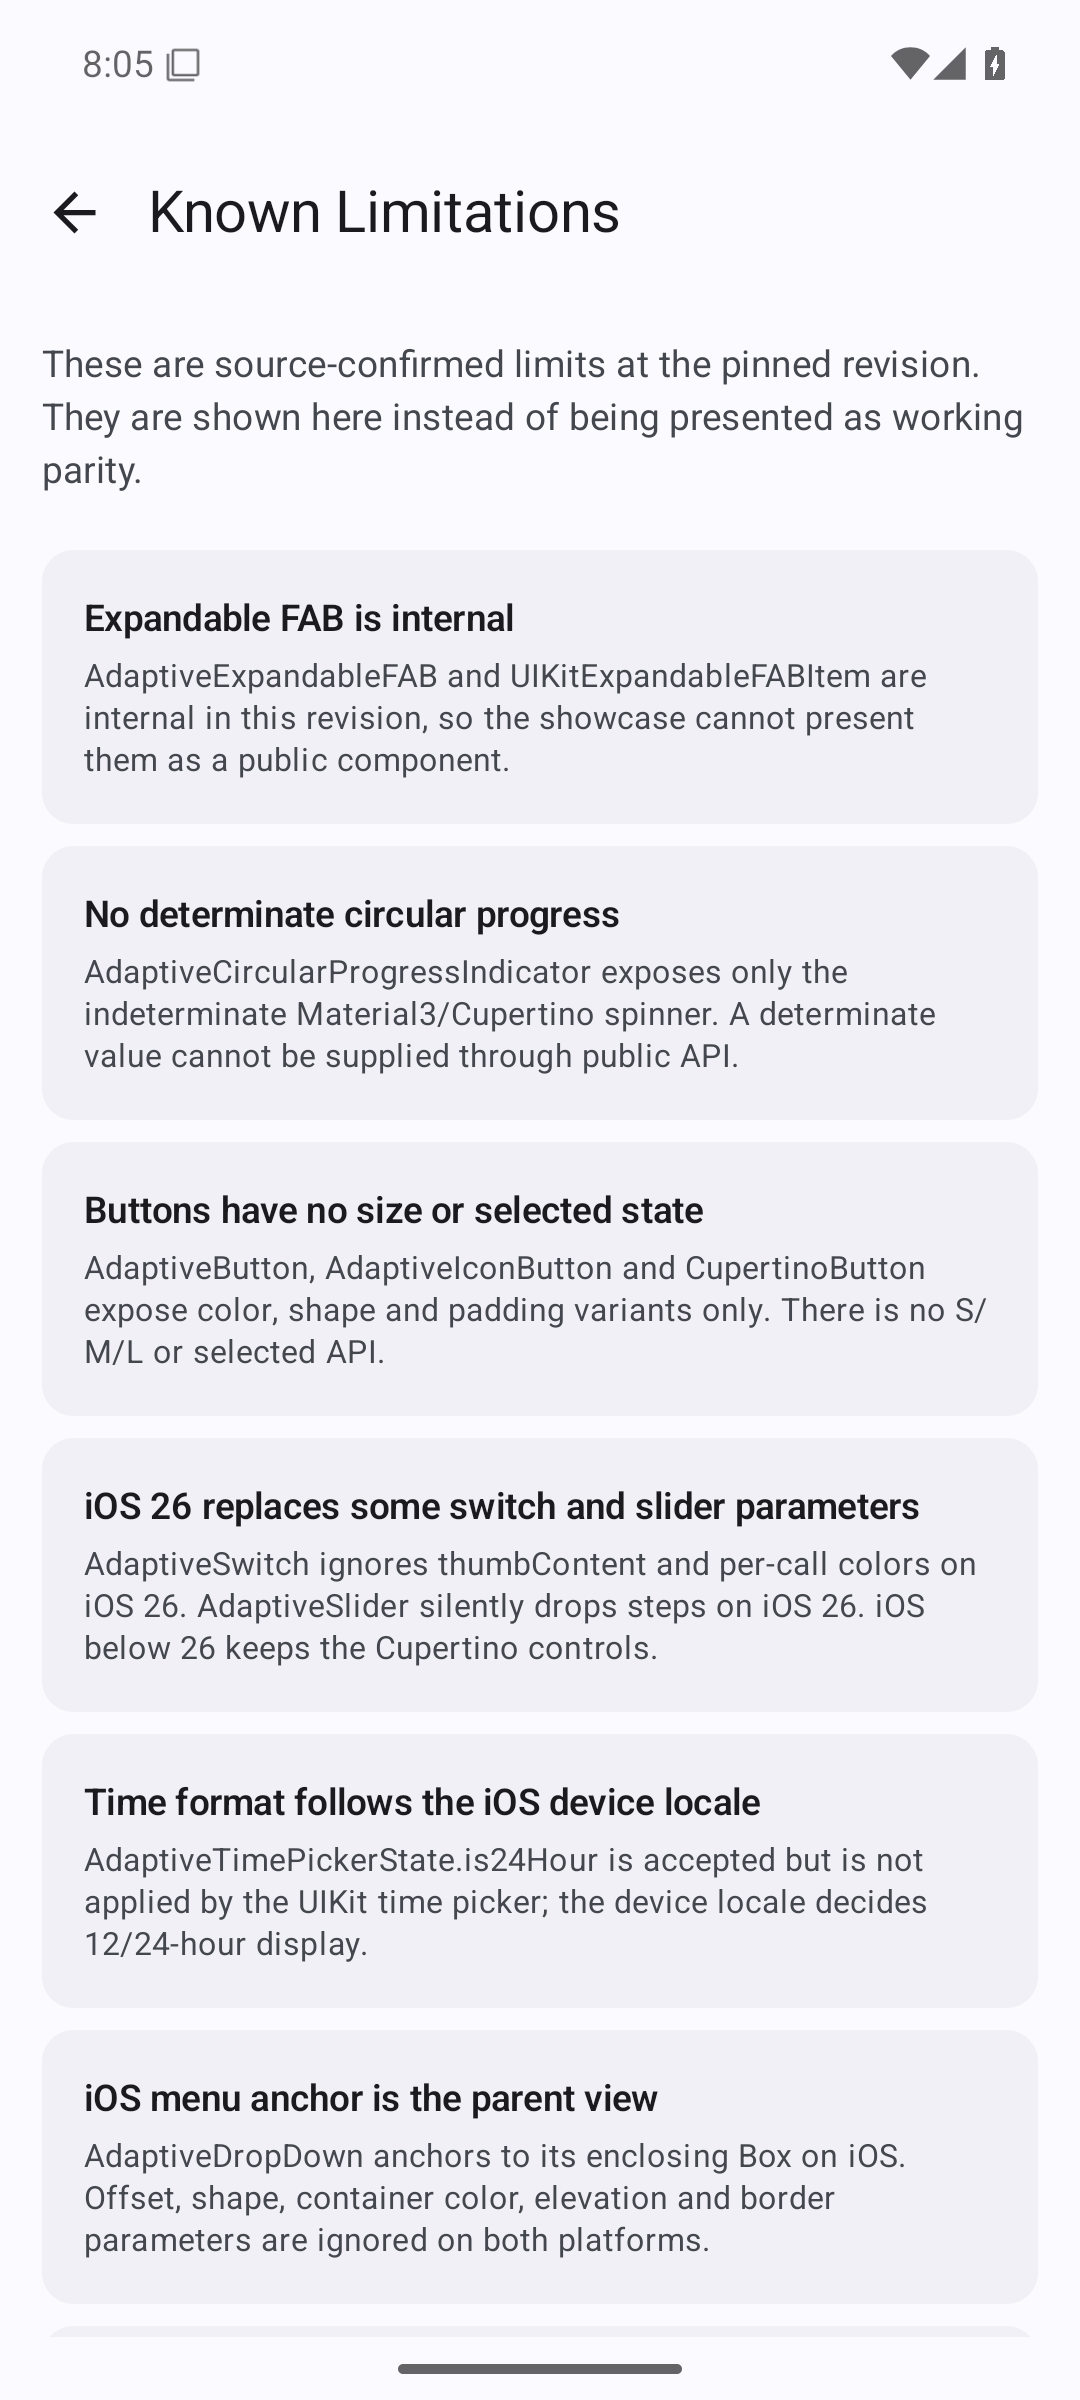 8:05
Known Limitations
These are source-confirmed limits at the pinned revision.
They are shown here instead of being presented as working
parity.
Expandable FAB is internal
AdaptiveExpandableFAB and UIKitExpandableFABItem are
internal in this revision, so the showcase cannot present
them as a public component.
No determinate circular progress
AdaptiveCircularProgressIndicator exposes only the
indeterminate Material3/Cupertino spinner. A determinate
value cannot be supplied through public API.
Buttons have no size or selected state
AdaptiveButton, AdaptiveIconButton and CupertinoButton
expose color, shape and padding variants only. There is no S/
M/L or selected API.
iOS 26 replaces some switch and slider parameters
AdaptiveSwitch ignores thumbContent and per-call colors on
iOS 26. AdaptiveSlider silently drops steps on iOS 26. iOS
below 26 keeps the Cupertino controls.
Time format follows the iOS device locale
AdaptiveTimePickerState.is24Hour is accepted but is not
applied by the UIKit time picker; the device locale decides
12/24-hour display.
iOS menu anchor is the parent view
AdaptiveDropDown anchors to its enclosing Box on iOS.
Offset, shape, container color, elevation and border
parameters are ignored on both platforms.